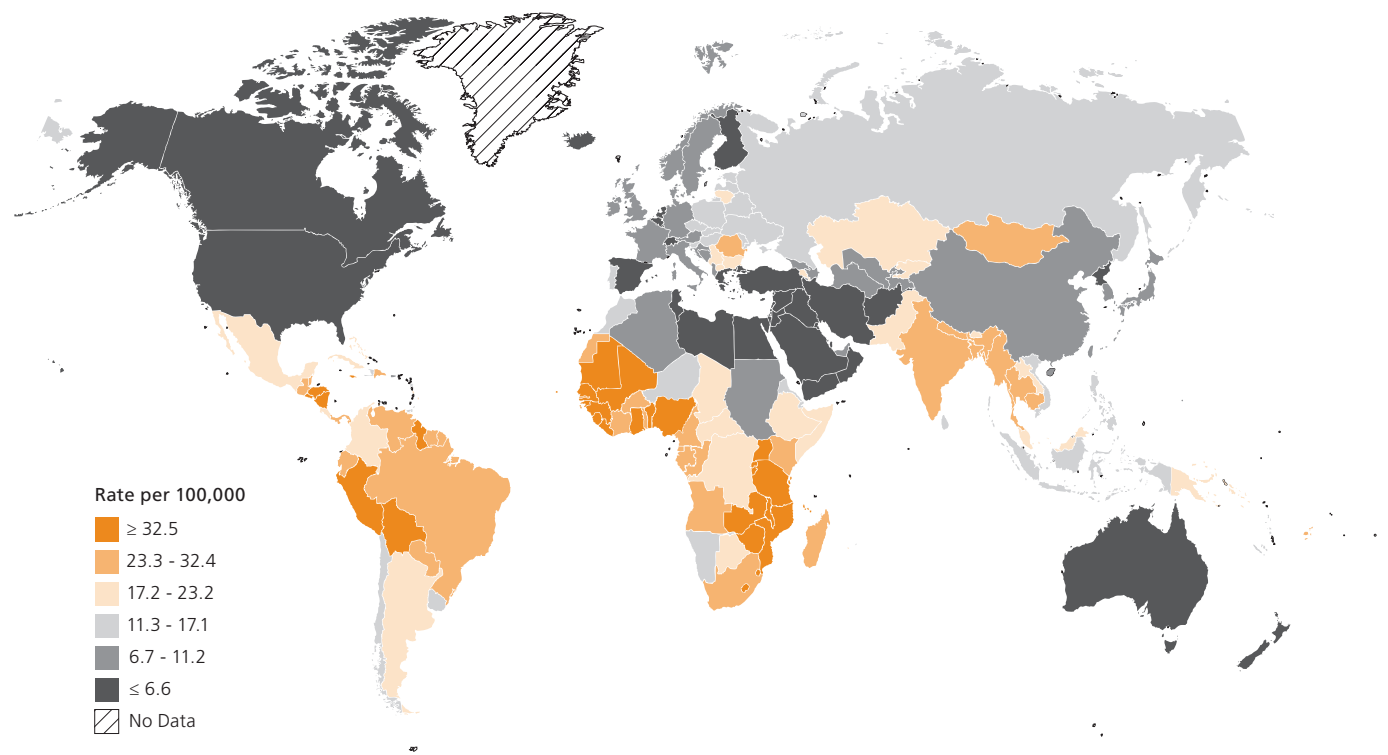 Rate per 100,000
≥ 32.5
23.3 - 32.4
17.2 - 23.2
11.3 - 17.1
6.7 - 11.2
≤ 6.6
No Data